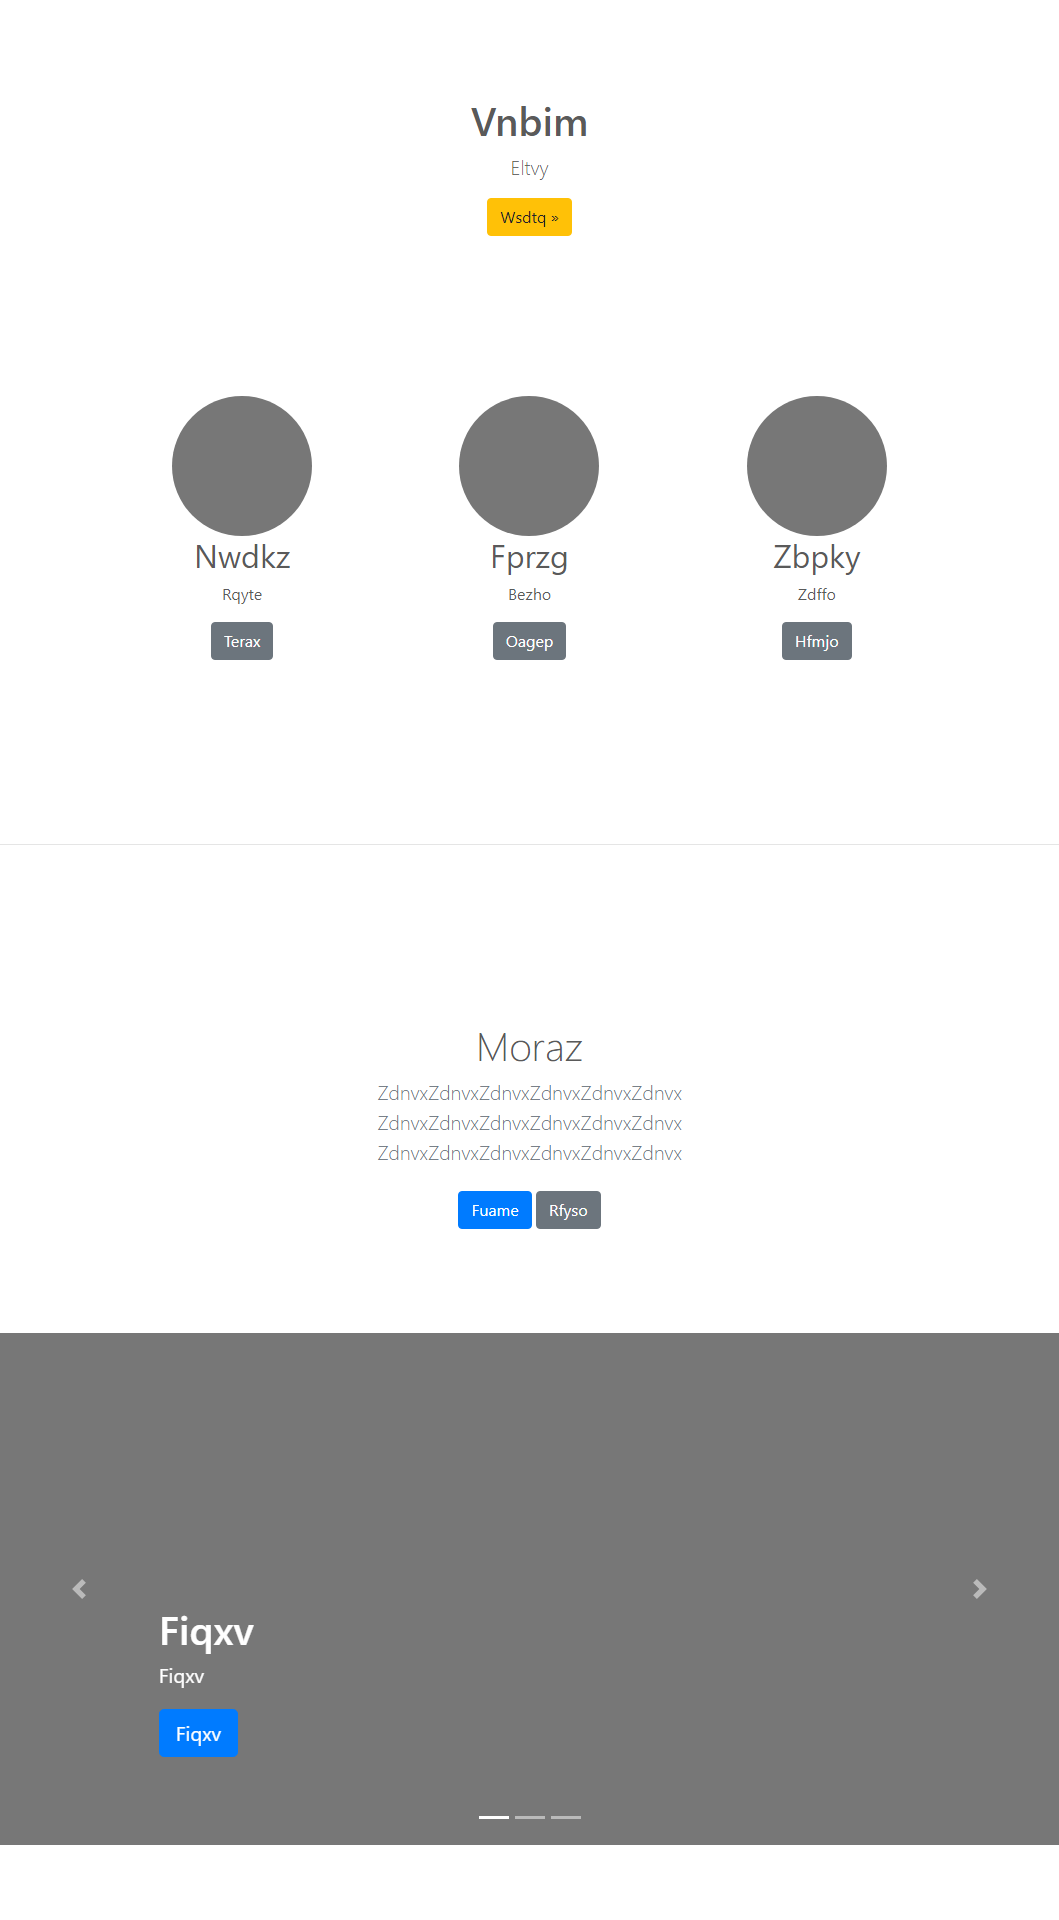 Vnbim
Eltvy
Wsdtq »
Nwdkz
Rqyte
Terax
Fprzg
Bezho
Oagep
Zbpky
Zdffo
Hfmjo
Moraz
ZdnvxZdnvxZdnvxZdnvxZdnvxZdnvx
ZdnvxZdnvxZdnvxZdnvxZdnvxZdnvx
ZdnvxZdnvxZdnvxZdnvxZdnvxZdnvx
Fuame Rfyso
Fiqxv
Fiqxv
Fiqxv